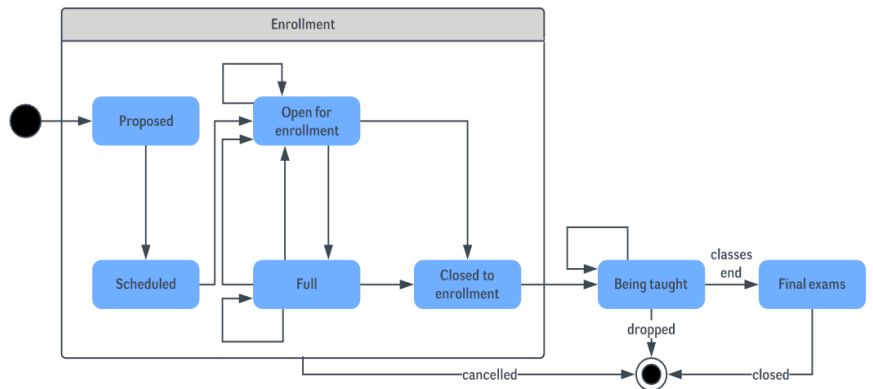 Enrollment
Proposed
Open for
enrollment
Scheduled
Full
Closed to
enrollment
Being taught
classes
end
Final exams
dropped
cancelled
closed